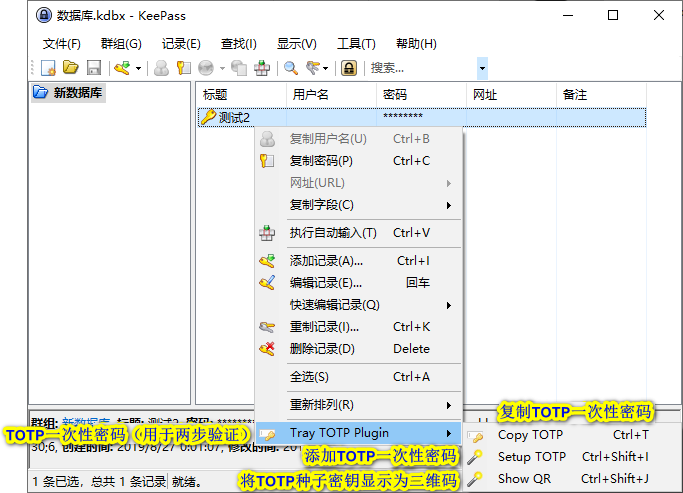 数据库.kdbx - KeePass
文件(F) 群组(G) 记录(E) 查找(I) 显示(V) 工具(T) 帮助(H)
搜索...
新数据库
标题 用户名 密码 网址 备注
测试2 ********
复制用户名(U) Ctrl+B
复制密码(P) Ctrl+C
网址(URL)
复制字段(C)
执行自动输入(T) Ctrl+V
添加记录(A)... Ctrl+I
编辑记录(E)... 回车
快速编辑记录(Q)
重制记录(I)... Ctrl+K
删除记录(D) Delete
全选(S) Ctrl+A
重新排列(R)
Tray TOTP Plugin
复制TOTP一次性密码
Copy TOTP Ctrl+T
Setup TOTP Ctrl+Shift+I
Show QR Ctrl+Shift+J
群组: 新数据库, 标题: 测试2, 密码: ********
TOTP一次性密码（用于两步验证）
添加TOTP一次性密码
将TOTP种子密钥显示为三维码
30;6, 创建时间: 2019/8/27 0:01:07, 修改时间: 20
1 条已选，总共 1 条记录 就绪。